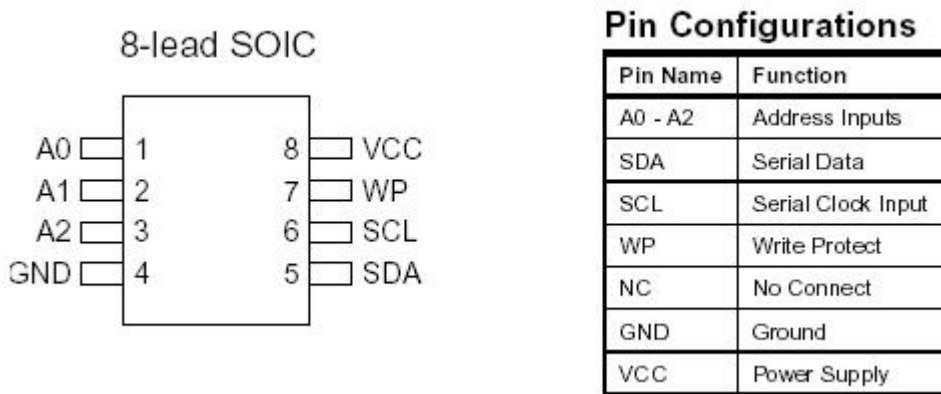 8-lead SOIC
A0 1 8 VCC
A1 2 7 WP
A2 3 6 SCL
GND 4 5 SDA
Pin Configurations
Pin Name Function
A0 - A2 Address Inputs
SDA Serial Data
SCL Serial Clock Input
WP Write Protect
NC No Connect
GND Ground
VCC Power Supply